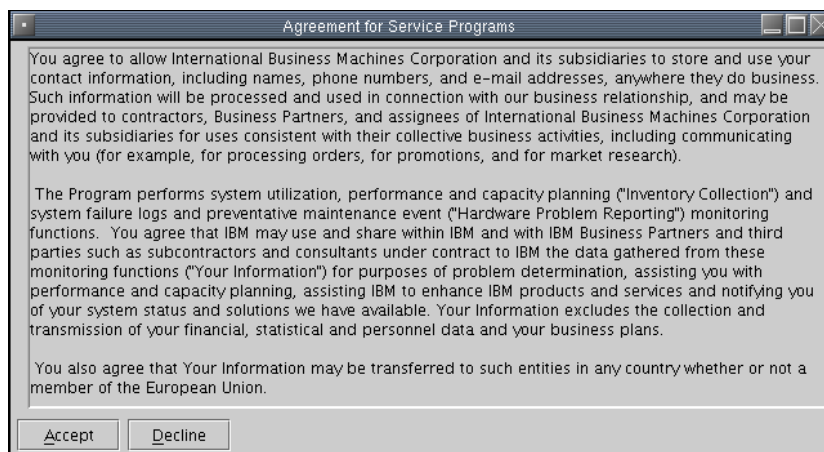 Agreement for Service Programs
You agree to allow International Business Machines Corporation and its subsidiaries to store and use your
contact information, including names, phone numbers, and e-mail addresses, anywhere they do business.
Such information will be processed and used in connection with our business relationship, and may be
provided to contractors, Business Partners, and assignees of International Business Machines Corporation
and its subsidiaries for uses consistent with their collective business activities, including communicating
with you (for example, for processing orders, for promotions, and for market research).
The Program performs system utilization, performance and capacity planning ("Inventory Collection") and
system failure logs and preventative maintenance event ("Hardware Problem Reporting") monitoring
functions.  You agree that IBM may use and share within IBM and with IBM Business Partners and third
parties such as subcontractors and consultants under contract to IBM the data gathered from these
monitoring functions ("Your Information") for purposes of problem determination, assisting you with
performance and capacity planning, assisting IBM to enhance IBM products and services and notifying you
of your system status and solutions we have available. Your Information excludes the collection and
transmission of your financial, statistical and personnel data and your business plans.
You also agree that Your Information may be transferred to such entities in any country whether or not a
member of the European Union.
Accept Decline